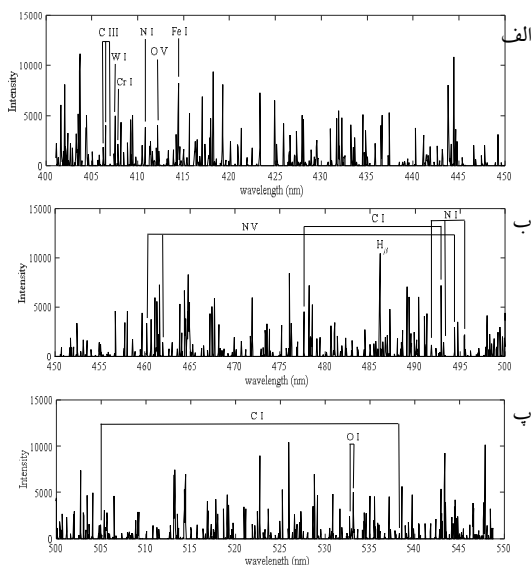 الف
15000
10000
5000
0
Intensity
C III
W I
Cr I
N I
O V
Fe I
400 405 410 415 420 425 430 435 440 445 450
wavelength (nm)
ب
15000
10000
5000
0
Intensity
N V
C I
N I
H
450 455 460 465 470 475 480 485 490 495 500
wavelength (nm)
پ
15000
10000
5000
0
Intensity
C I
O I
500 505 510 515 520 525 530 535 540 545 550
wavelength (nm)